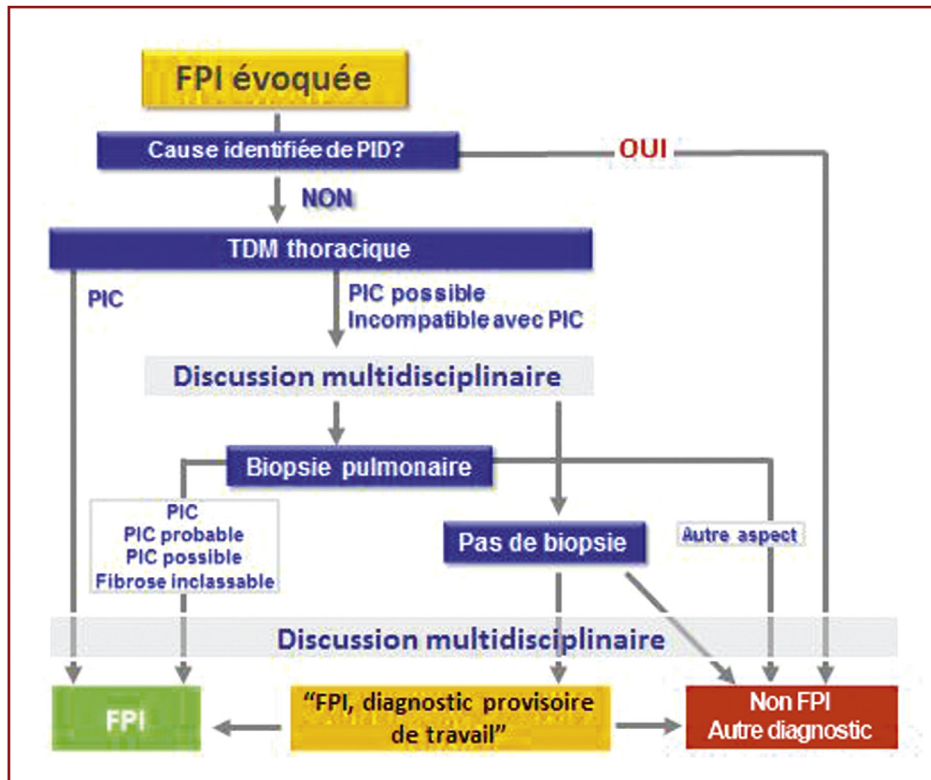 FPI évoquée
Cause identifiée de PID?
OUI
NON
TDM thoracique
PIC
PIC possible
Incompatible avec PIC
Discussion multidisciplinaire
Biopsie pulmonaire
PIC
PIC probable
PIC possible
Fibrose inclassable
Pas de biopsie
Autre aspect
Discussion multidisciplinaire
FPI
“FPI, diagnostic provisoire
de travail”
Non FPI
Autre diagnostic